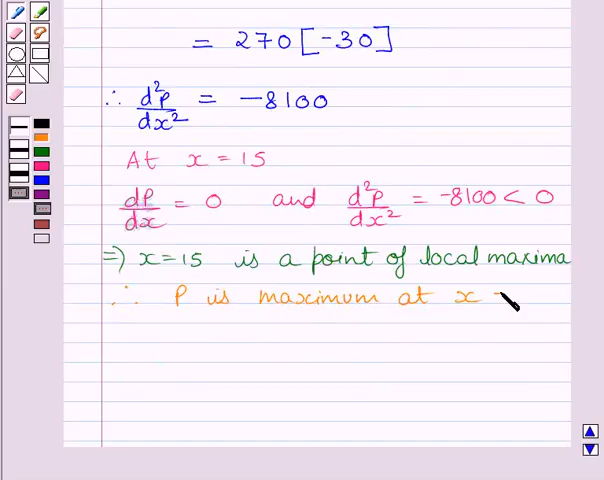 = 270[-30]
∴ d²P/dx² = -8100
At x = 15
dP/dx = 0 and d²P/dx² = -8100 < 0
⇒ x=15 is a point of local maxima
∴ P is maximum at x -